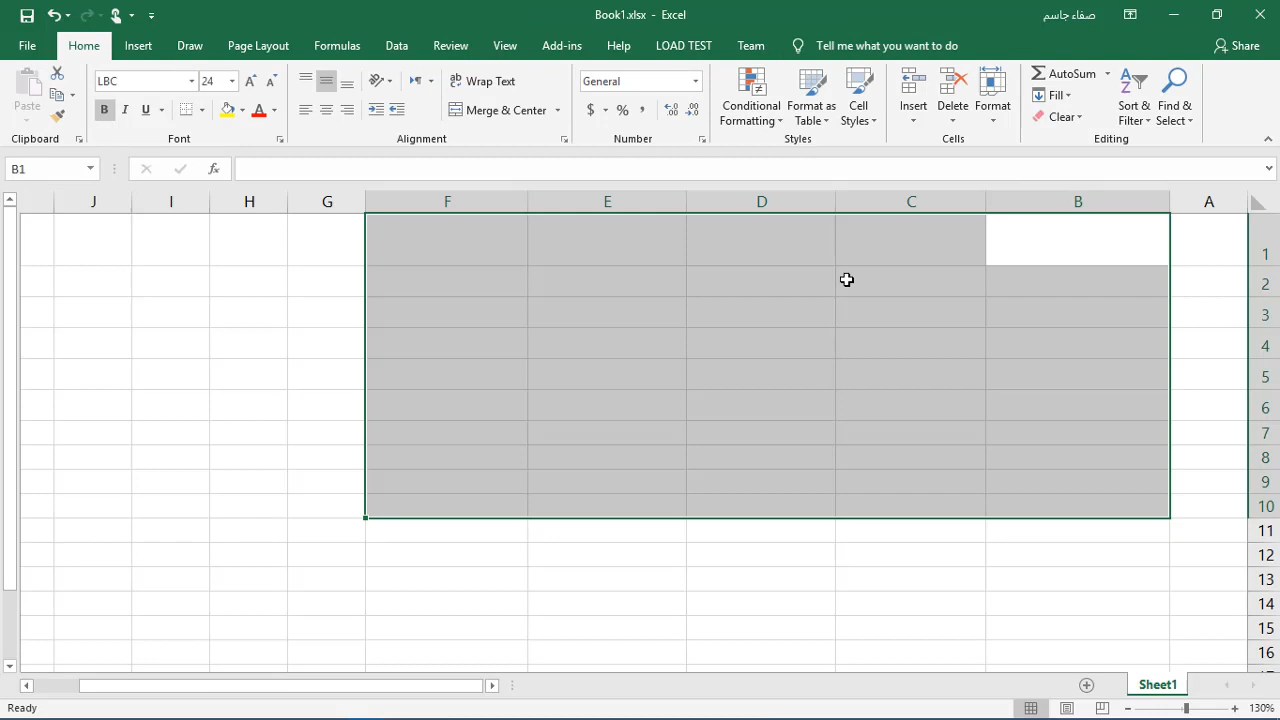 Book1.xlsx - Excel
صفاء جاسم
File Home Insert Draw Page Layout Formulas Data Review View Add-ins Help LOAD TEST Team Tell me what you want to do Share
Paste
Clipboard
LBC 24
B I U
Font
Wrap Text
Merge & Center
Alignment
General
$ % ,
Number
Conditional Formatting
Format as Table
Cell Styles
Styles
Insert
Delete
Format
Cells
AutoSum
Fill
Clear
Sort & Filter
Find & Select
Editing
B1
fx
J I H G F E D C B A
1
2
3
4
5
6
7
8
9
10
11
12
13
14
15
16
Sheet1
Ready
130%